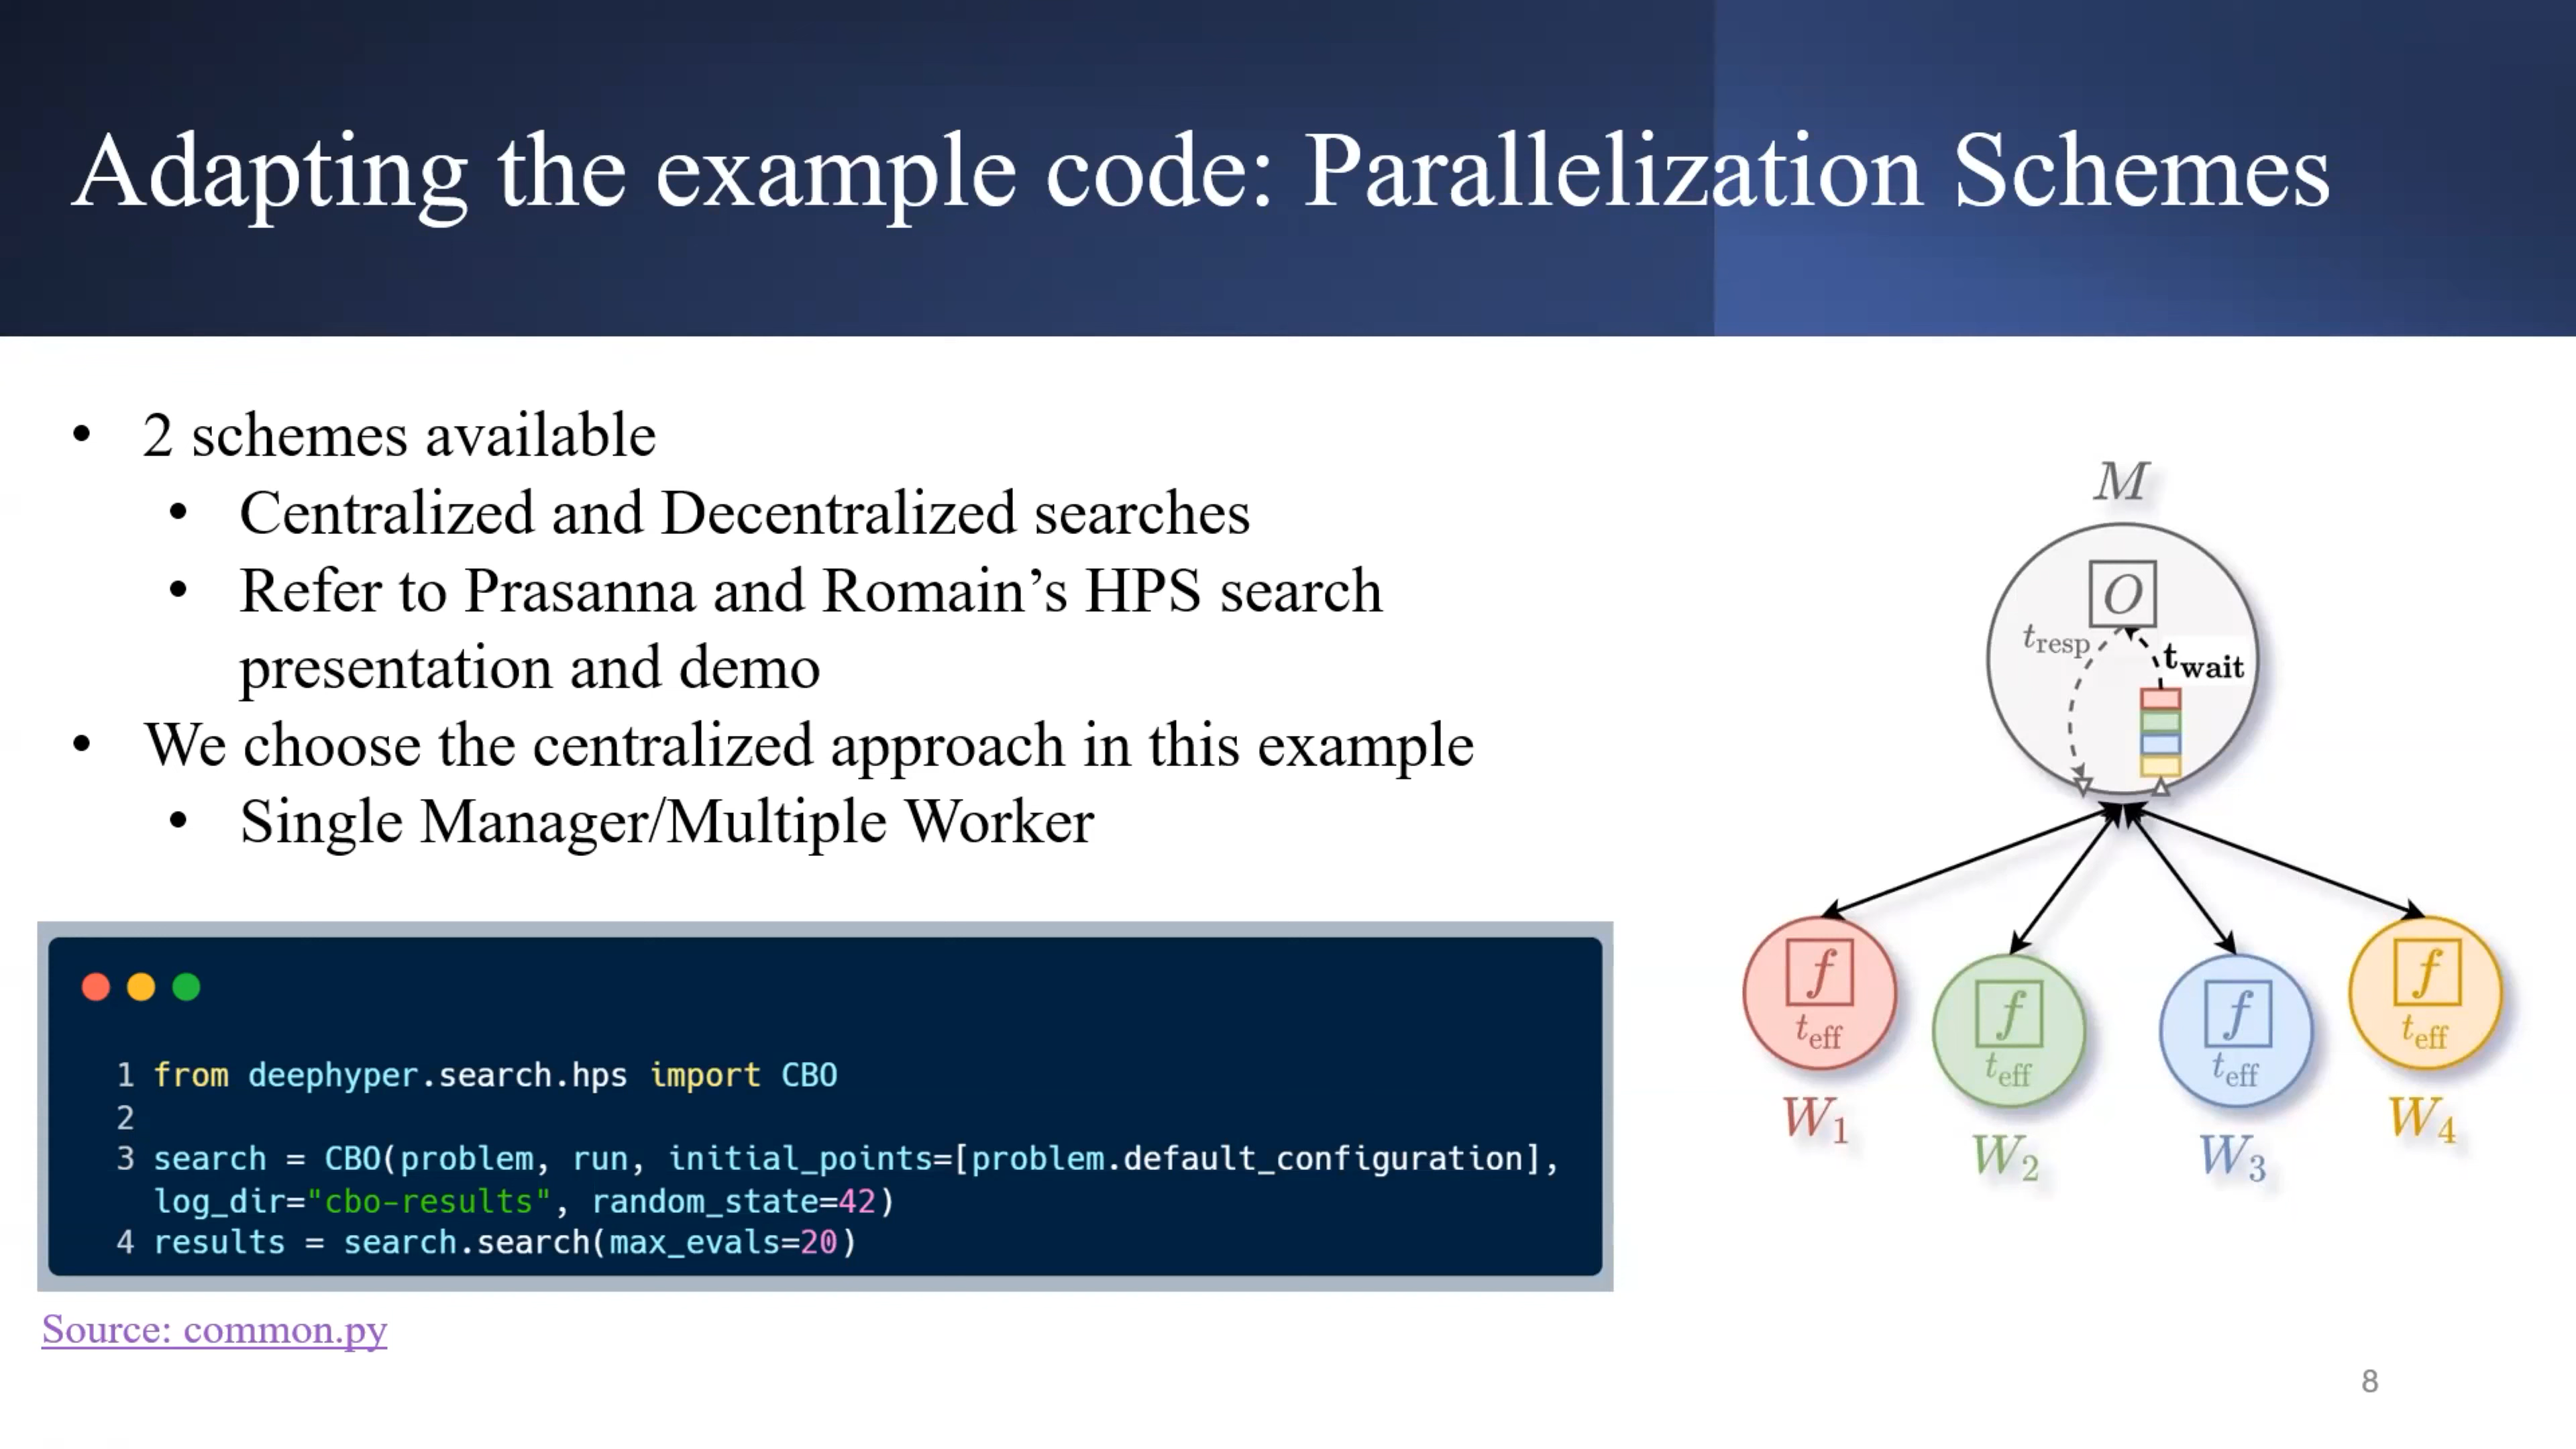 Adapting the example code: Parallelization Schemes
• 2 schemes available
• Centralized and Decentralized searches
• Refer to Prasanna and Romain’s HPS search
presentation and demo
• We choose the centralized approach in this example
• Single Manager/Multiple Worker
1 from deephyper.search.hps import CBO
2
3 search = CBO(problem, run, initial_points=[problem.default_configuration],
log_dir="cbo-results", random_state=42)
4 results = search.search(max_evals=20)
Source: common.py
M
O
t_resp
t_wait
f
t_eff
W_1
f
t_eff
W_2
f
t_eff
W_3
f
t_eff
W_4
8